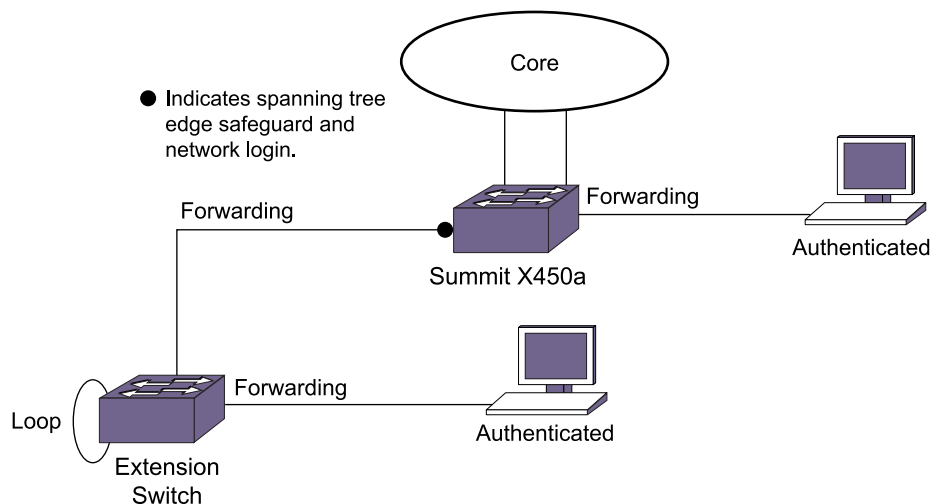 Core
Indicates spanning tree
edge safeguard and
network login.
Forwarding
Forwarding
Authenticated
Summit X450a
Forwarding
Loop
Authenticated
Extension
Switch